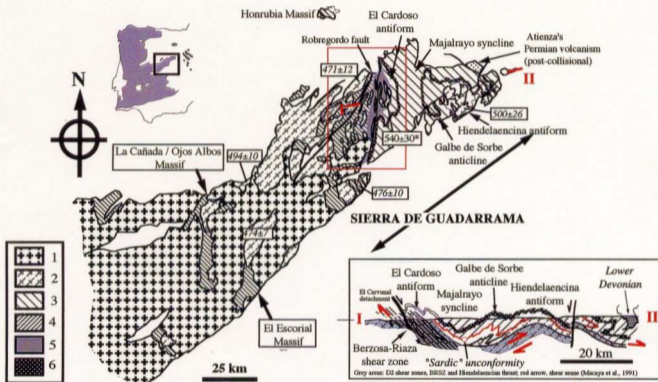 Honrubia Massif
El Cardoso
antiform
Robregordo fault
Majalrayo syncline
Atienza's
Permian volcanism
(post-collisional)
N
471±12
I
II
500±26
Hiendelaencina antiform
540±30*
Galbe de Sorbe
anticline
La Cañada / Ojos Albos
Massif
494±10
476±10
SIERRA DE GUADARRAMA
474±7
El Escorial
Massif
25 km
1
2
3
4
5
6
El Cardoso
antiform
Galbe de Sorbe
anticline
Hiendelaencina
antiform
Lower
Devonian
El Carrascal
detachment
Majalrayo
syncline
I
II
Berzosa-Riaza
shear zone
"Sardic" unconformity
20 km
Grey areas: D2 shear zones, BRSZ and Hiendelaencina thrust; red arrow, shear sense (Macaya et al., 1991)